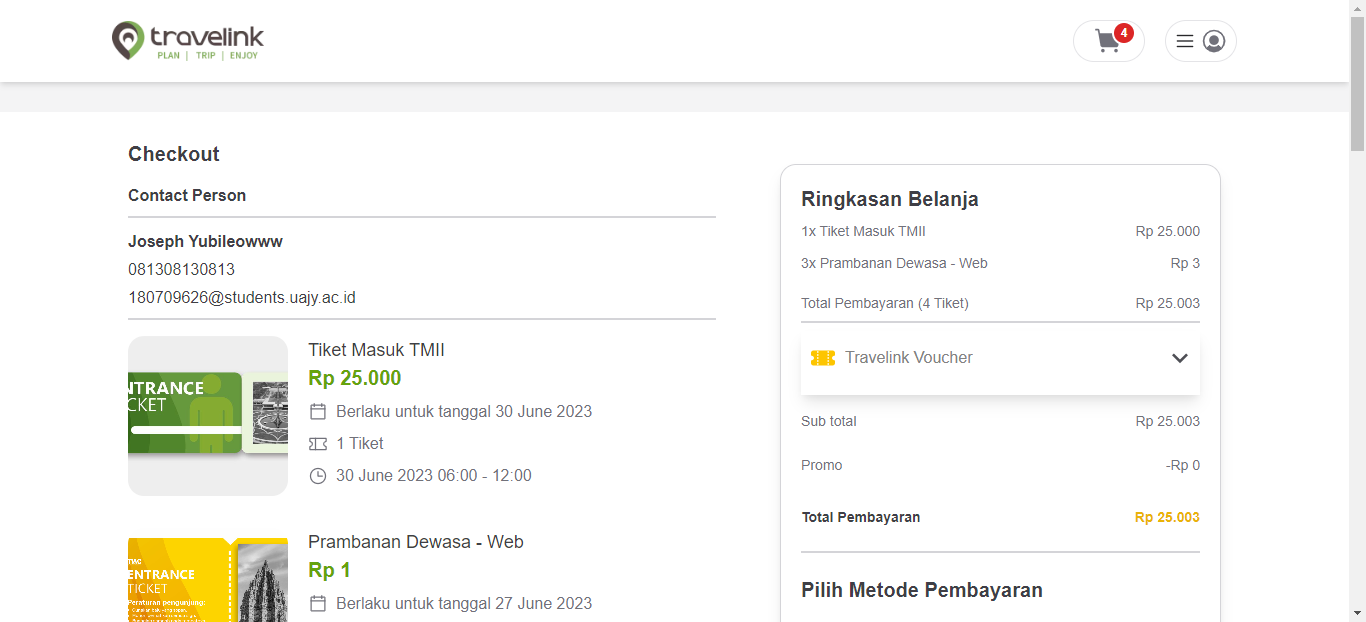 travelink
PLAN | TRIP | ENJOY
4
Checkout
Contact Person
Joseph Yubileowww
081308130813
180709626@students.uajy.ac.id
NTRANCE
CKET
Tiket Masuk TMII
Rp 25.000
Berlaku untuk tanggal 30 June 2023
1 Tiket
30 June 2023 06:00 - 12:00
ENTRANCE
TICKET
Peraturan pengunjung:
Prambanan Dewasa - Web
Rp 1
Berlaku untuk tanggal 27 June 2023
Ringkasan Belanja
1x Tiket Masuk TMII Rp 25.000
3x Prambanan Dewasa - Web Rp 3
Total Pembayaran (4 Tiket) Rp 25.003
Travelink Voucher
Sub total Rp 25.003
Promo -Rp 0
Total Pembayaran Rp 25.003
Pilih Metode Pembayaran